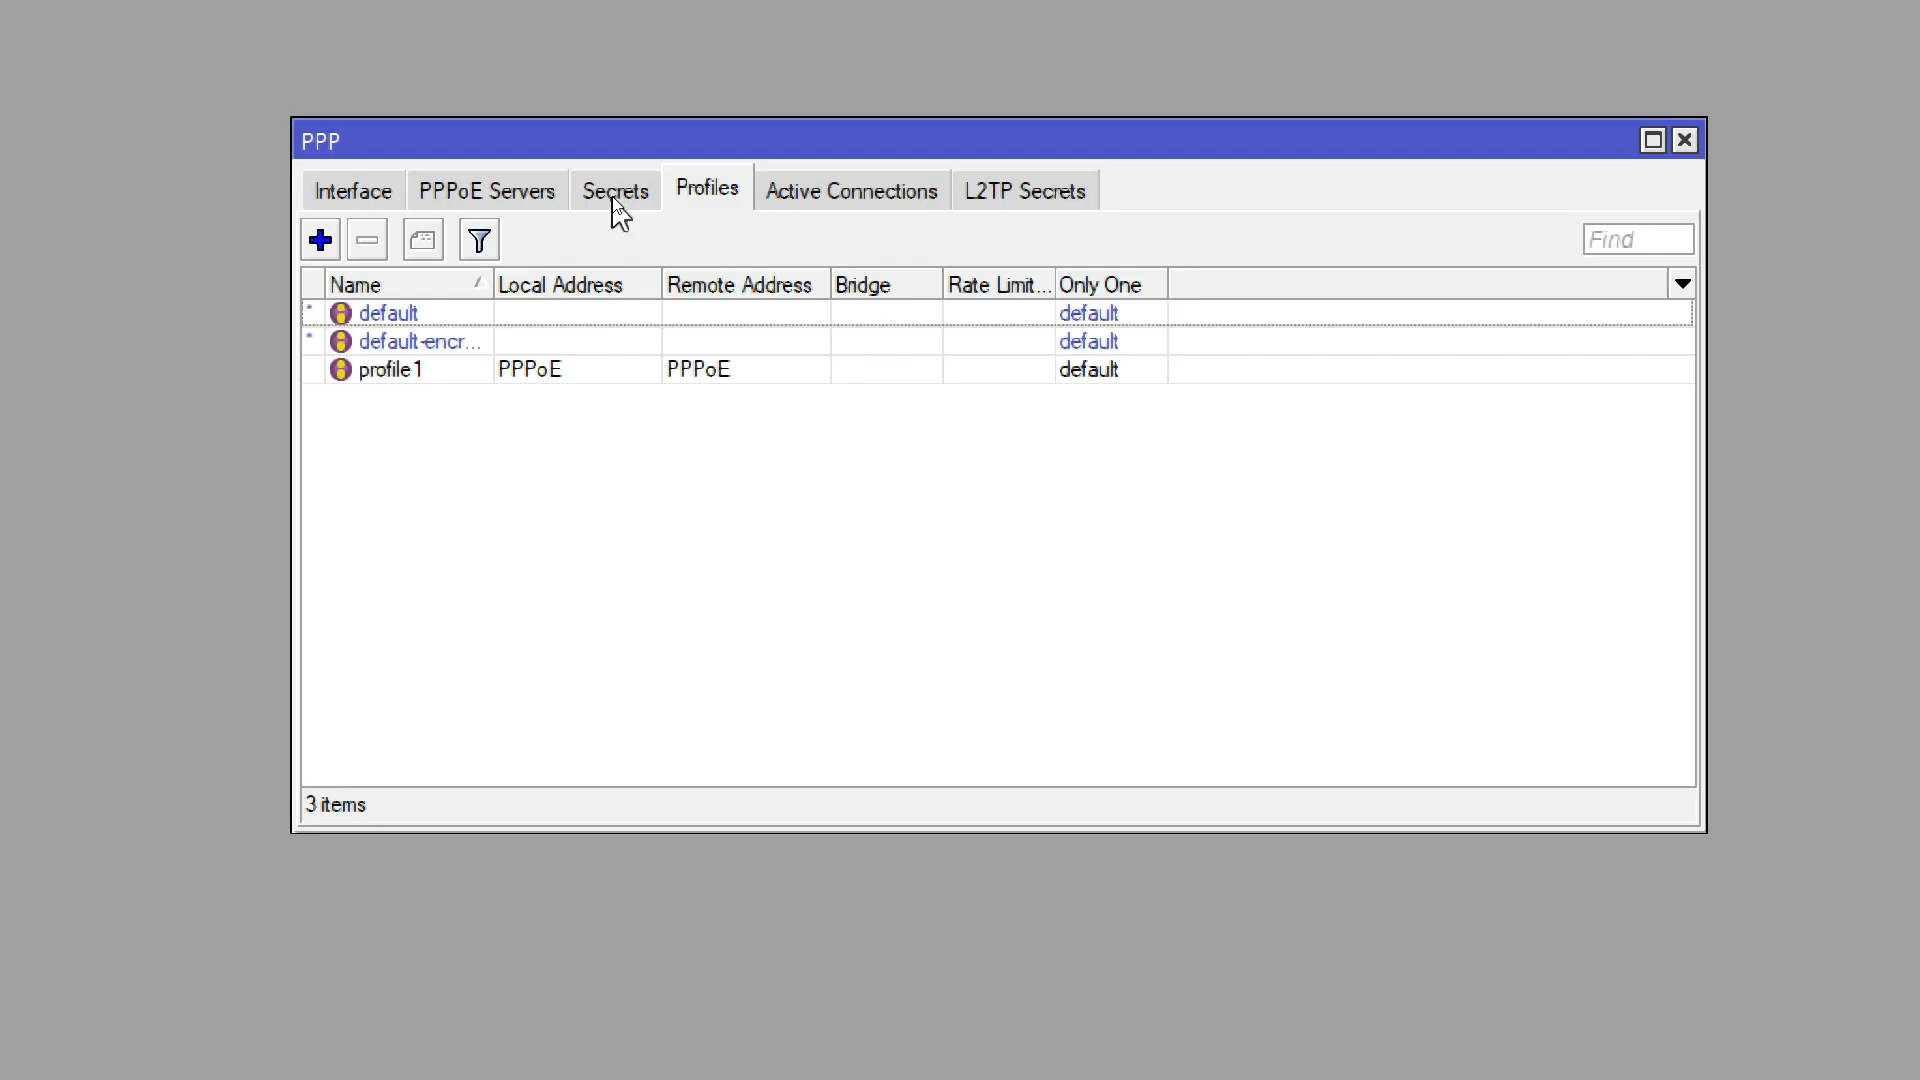 PPP
Interface PPPoE Servers Secrets Profiles Active Connections L2TP Secrets
Find
Name Local Address Remote Address Bridge Rate Limit... Only One
* default default
* default-encr... default
profile1 PPPoE PPPoE default
3 items